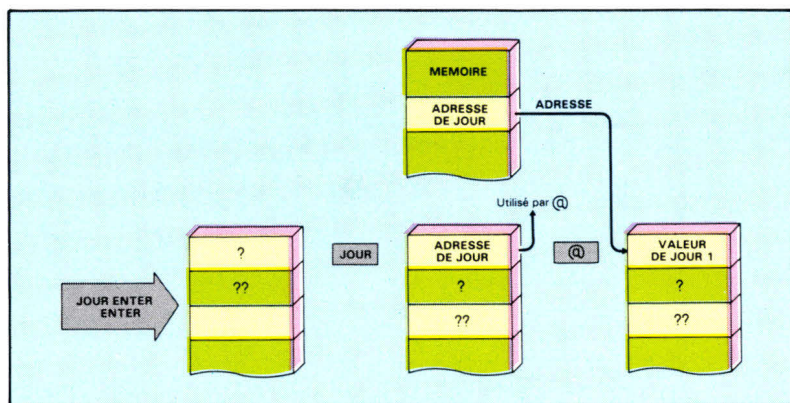 MEMOIRE
ADRESSE
DE JOUR
ADRESSE
Utilisé par @
?
??
JOUR
ADRESSE
DE JOUR
?
??
@
VALEUR
DE JOUR 1
?
??
JOUR ENTER
ENTER